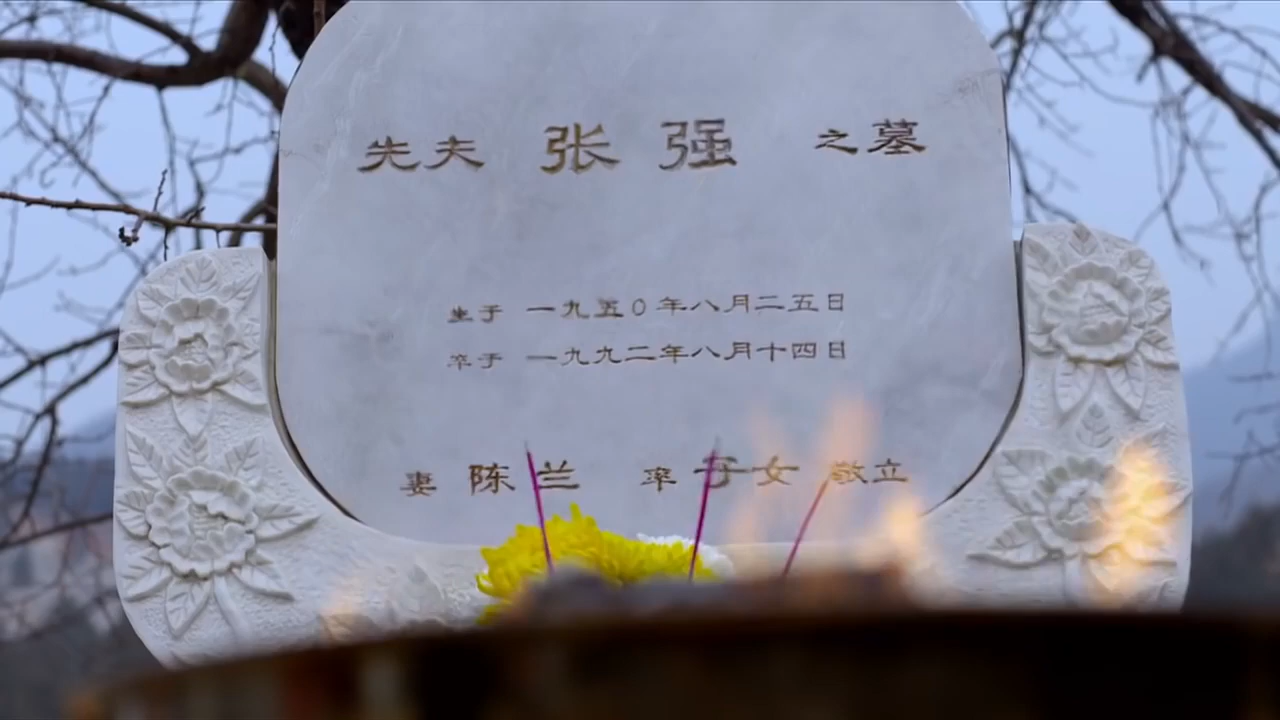 先夫 张强 之墓
生于 一九五〇年八月二五日
卒于 一九九二年八月十四日
妻 陈兰 率子女 敬立